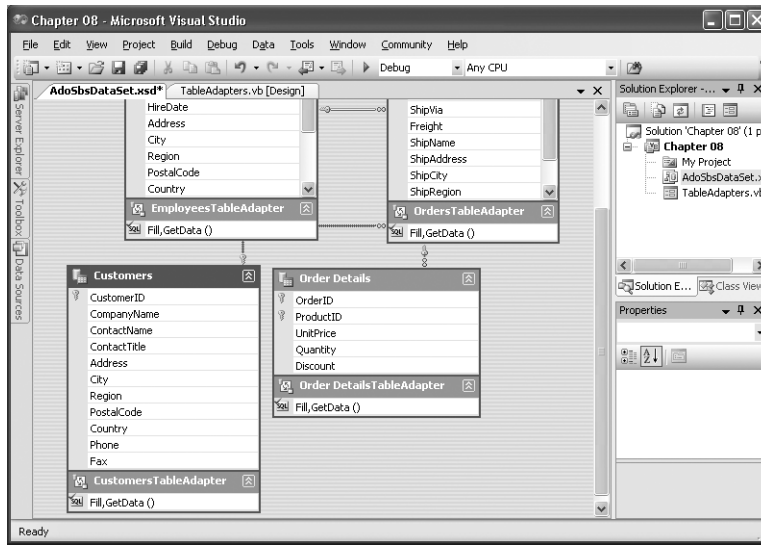 Chapter 08 - Microsoft Visual Studio
File Edit View Project Build Debug Data Tools Window Community Help
Debug Any CPU
Server Explorer
Toolbox
Data Sources
AdoSbsDataSet.xsd* TableAdapters.vb [Design]
HireDate
Address
City
Region
PostalCode
Country
EmployeesTableAdapter
SQL Fill,GetData ()
ShipVia
Freight
ShipName
ShipAddress
ShipCity
ShipRegion
OrdersTableAdapter
SQL Fill,GetData ()
Customers
CustomerID
CompanyName
ContactName
ContactTitle
Address
City
Region
PostalCode
Country
Phone
Fax
CustomersTableAdapter
SQL Fill,GetData ()
Order Details
OrderID
ProductID
UnitPrice
Quantity
Discount
Order DetailsTableAdapter
SQL Fill,GetData ()
Solution Explorer - ...
Solution 'Chapter 08' (1 p
Chapter 08
My Project
AdoSbsDataSet.x
TableAdapters.vb
Solution E... Class View
Properties
Ready